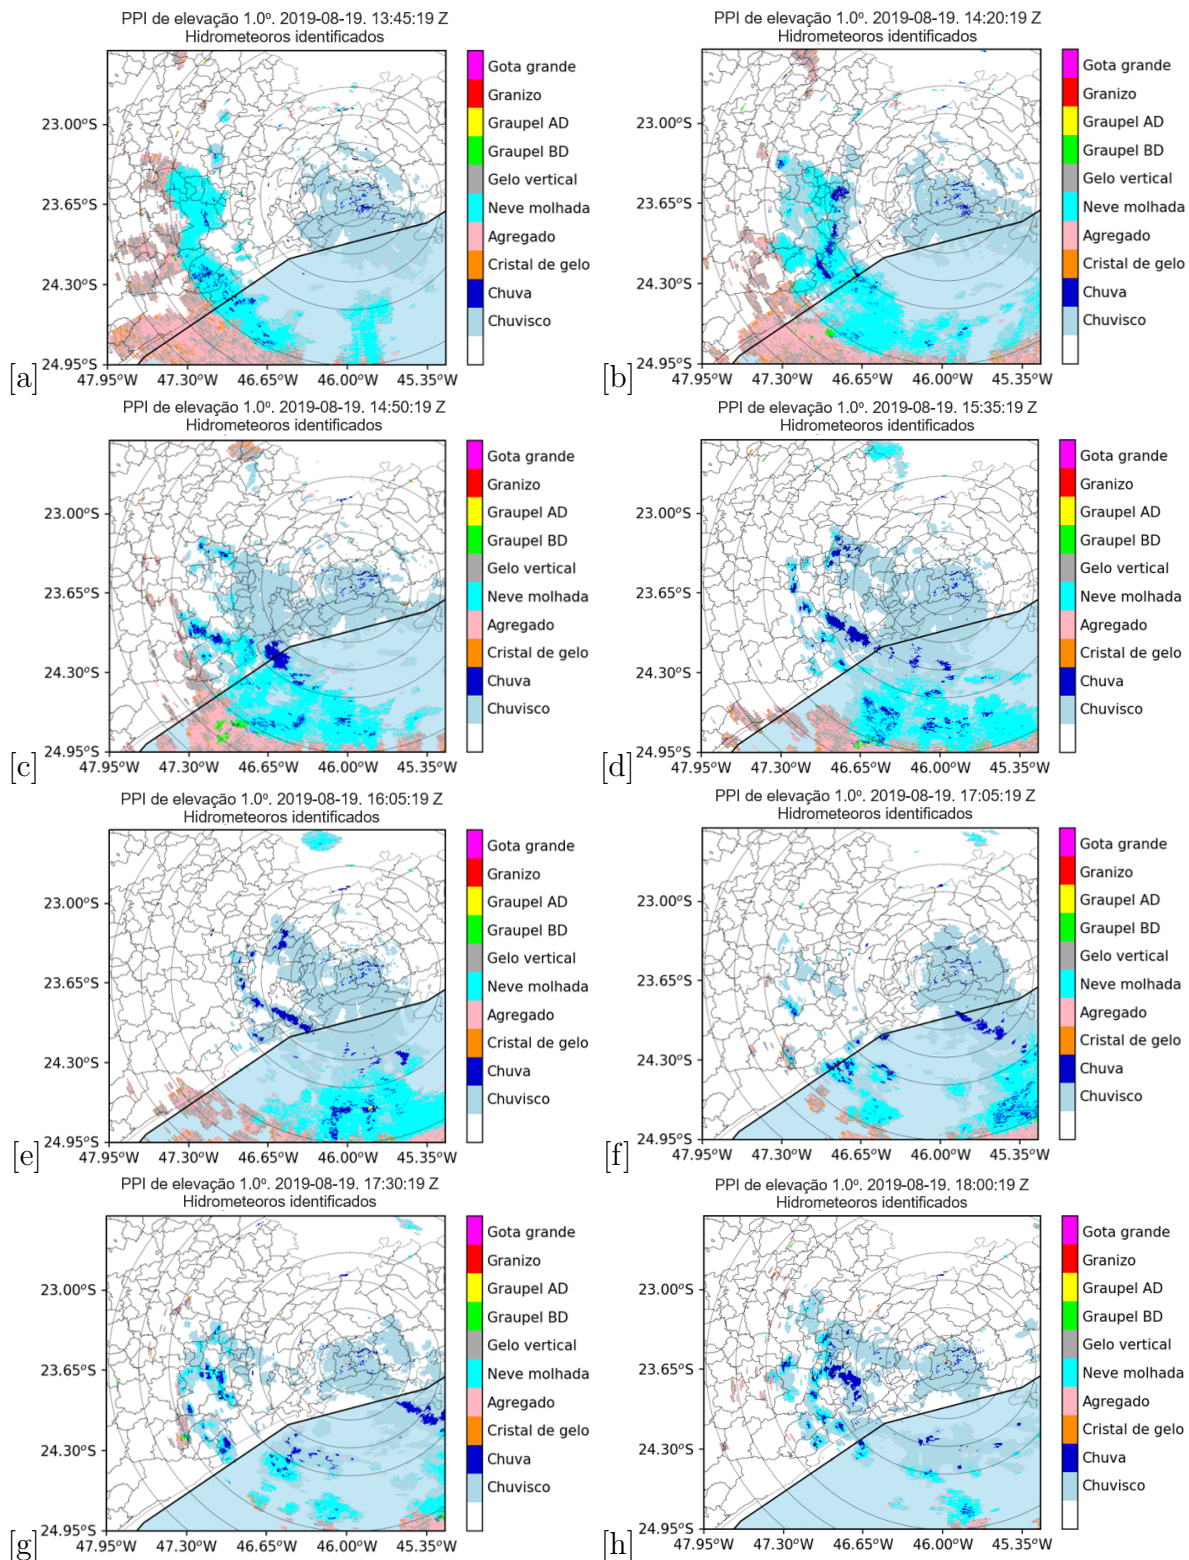 PPI de elevação 1.0º. 2019-08-19. 13:45:19 Z
Hidrometeoros identificados
Gota grande
Granizo
Graupel AD
Graupel BD
Gelo vertical
Neve molhada
Agregado
Cristal de gelo
Chuva
Chuvisco
23.00°S
23.65°S
24.30°S
24.95°S
47.95°W 47.30°W 46.65°W 46.00°W 45.35°W
[a]
PPI de elevação 1.0º. 2019-08-19. 14:20:19 Z
Hidrometeoros identificados
Gota grande
Granizo
Graupel AD
Graupel BD
Gelo vertical
Neve molhada
Agregado
Cristal de gelo
Chuva
Chuvisco
23.00°S
23.65°S
24.30°S
24.95°S
47.95°W 47.30°W 46.65°W 46.00°W 45.35°W
[b]
PPI de elevação 1.0º. 2019-08-19. 14:50:19 Z
Hidrometeoros identificados
Gota grande
Granizo
Graupel AD
Graupel BD
Gelo vertical
Neve molhada
Agregado
Cristal de gelo
Chuva
Chuvisco
23.00°S
23.65°S
24.30°S
24.95°S
47.95°W 47.30°W 46.65°W 46.00°W 45.35°W
[c]
PPI de elevação 1.0º. 2019-08-19. 15:35:19 Z
Hidrometeoros identificados
Gota grande
Granizo
Graupel AD
Graupel BD
Gelo vertical
Neve molhada
Agregado
Cristal de gelo
Chuva
Chuvisco
23.00°S
23.65°S
24.30°S
24.95°S
47.95°W 47.30°W 46.65°W 46.00°W 45.35°W
[d]
PPI de elevação 1.0º. 2019-08-19. 16:05:19 Z
Hidrometeoros identificados
Gota grande
Granizo
Graupel AD
Graupel BD
Gelo vertical
Neve molhada
Agregado
Cristal de gelo
Chuva
Chuvisco
23.00°S
23.65°S
24.30°S
24.95°S
47.95°W 47.30°W 46.65°W 46.00°W 45.35°W
[e]
PPI de elevação 1.0º. 2019-08-19. 17:05:19 Z
Hidrometeoros identificados
Gota grande
Granizo
Graupel AD
Graupel BD
Gelo vertical
Neve molhada
Agregado
Cristal de gelo
Chuva
Chuvisco
23.00°S
23.65°S
24.30°S
24.95°S
47.95°W 47.30°W 46.65°W 46.00°W 45.35°W
[f]
PPI de elevação 1.0º. 2019-08-19. 17:30:19 Z
Hidrometeoros identificados
Gota grande
Granizo
Graupel AD
Graupel BD
Gelo vertical
Neve molhada
Agregado
Cristal de gelo
Chuva
Chuvisco
23.00°S
23.65°S
24.30°S
24.95°S
47.95°W 47.30°W 46.65°W 46.00°W 45.35°W
[g]
PPI de elevação 1.0º. 2019-08-19. 18:00:19 Z
Hidrometeoros identificados
Gota grande
Granizo
Graupel AD
Graupel BD
Gelo vertical
Neve molhada
Agregado
Cristal de gelo
Chuva
Chuvisco
23.00°S
23.65°S
24.30°S
24.95°S
47.95°W 47.30°W 46.65°W 46.00°W 45.35°W
[h]